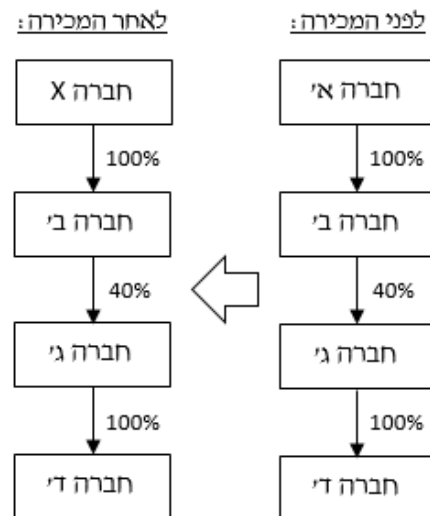 לפני המכירה:
חברה א'
100%
חברה ב'
40%
חברה ג'
100%
חברה ד'
לאחר המכירה:
חברה X
100%
חברה ב'
40%
חברה ג'
100%
חברה ד'